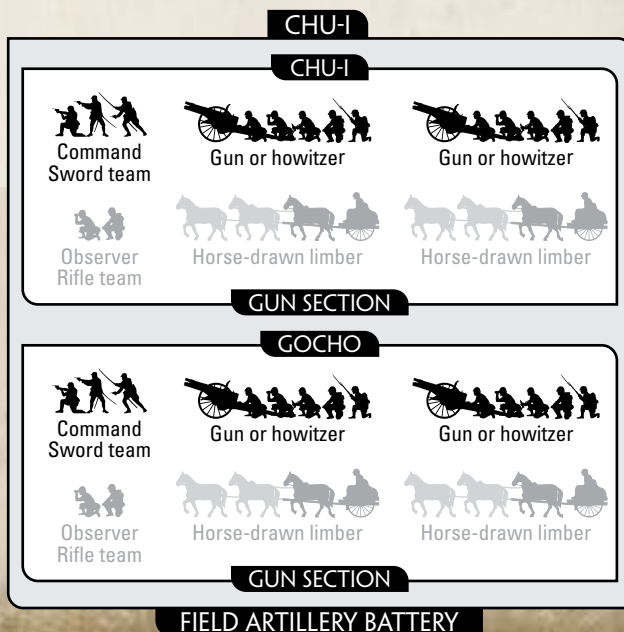 CHU-I
CHU-I
Command
Sword team
Gun or howitzer
Gun or howitzer
Observer
Rifle team
Horse-drawn limber
Horse-drawn limber
GUN SECTION
GOCHO
Command
Sword team
Gun or howitzer
Gun or howitzer
Observer
Rifle team
Horse-drawn limber
Horse-drawn limber
GUN SECTION
FIELD ARTILLERY BATTERY